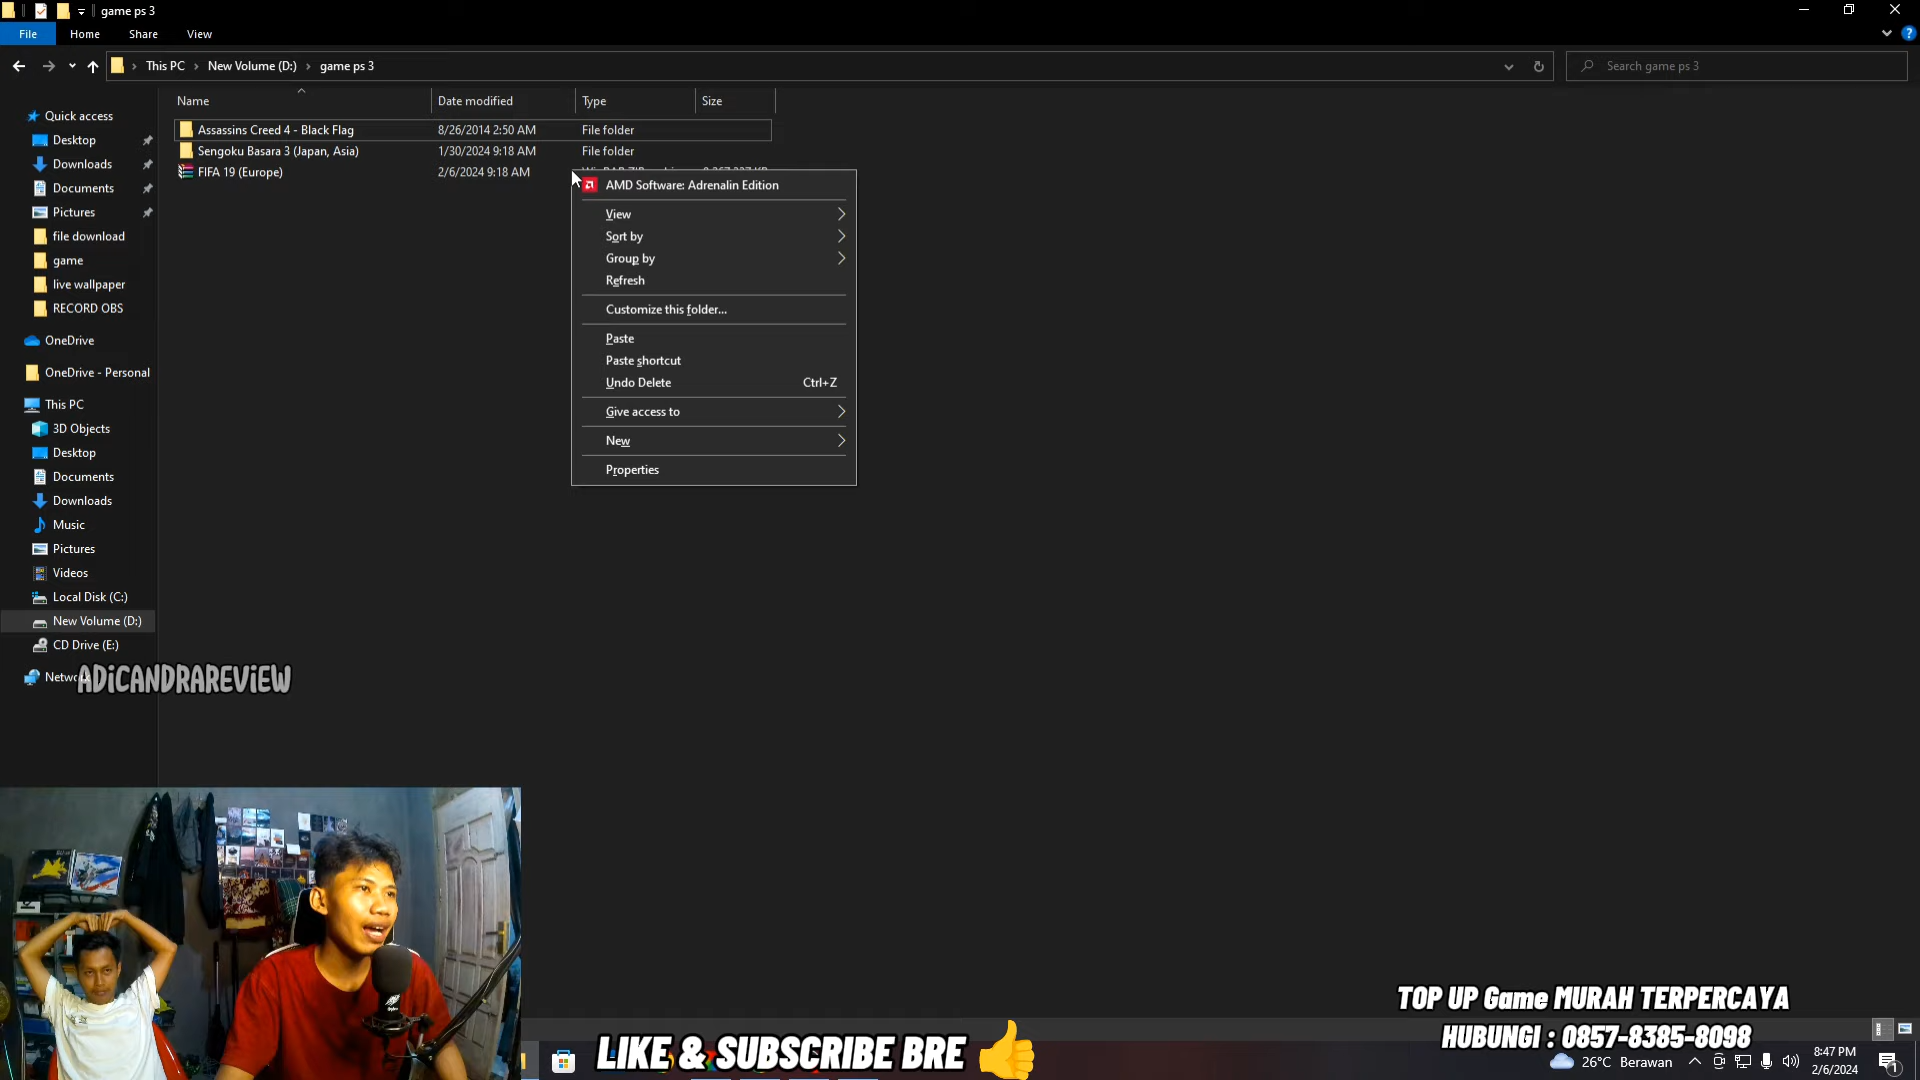 game ps 3
File Home Share View
This PC New Volume (D:) game ps 3
Search game ps 3
Name Date modified Type Size
Assassins Creed 4 - Black Flag 8/26/2014 2:50 AM File folder
Sengoku Basara 3 (Japan, Asia) 1/30/2024 9:18 AM File folder
FIFA 19 (Europe) 2/6/2024 9:18 AM
Quick access
Desktop
Downloads
Documents
Pictures
file download
game
live wallpaper
RECORD OBS
OneDrive
OneDrive - Personal
This PC
3D Objects
Desktop
Documents
Downloads
Music
Pictures
Videos
Local Disk (C:)
New Volume (D:)
CD Drive (E:)
AMD Software: Adrenalin Edition
View
Sort by
Group by
Refresh
Customize this folder...
Paste
Paste shortcut
Undo Delete Ctrl+Z
Give access to
New
Properties
ADiCANDRAREViEW
TOP UP Game MURAH TERPERCAYA
HUBUNGI : 0857-8385-8098
LIKE & SUBSCRIBE BRE
26°C Berawan
8:47 PM
2/6/2024
1